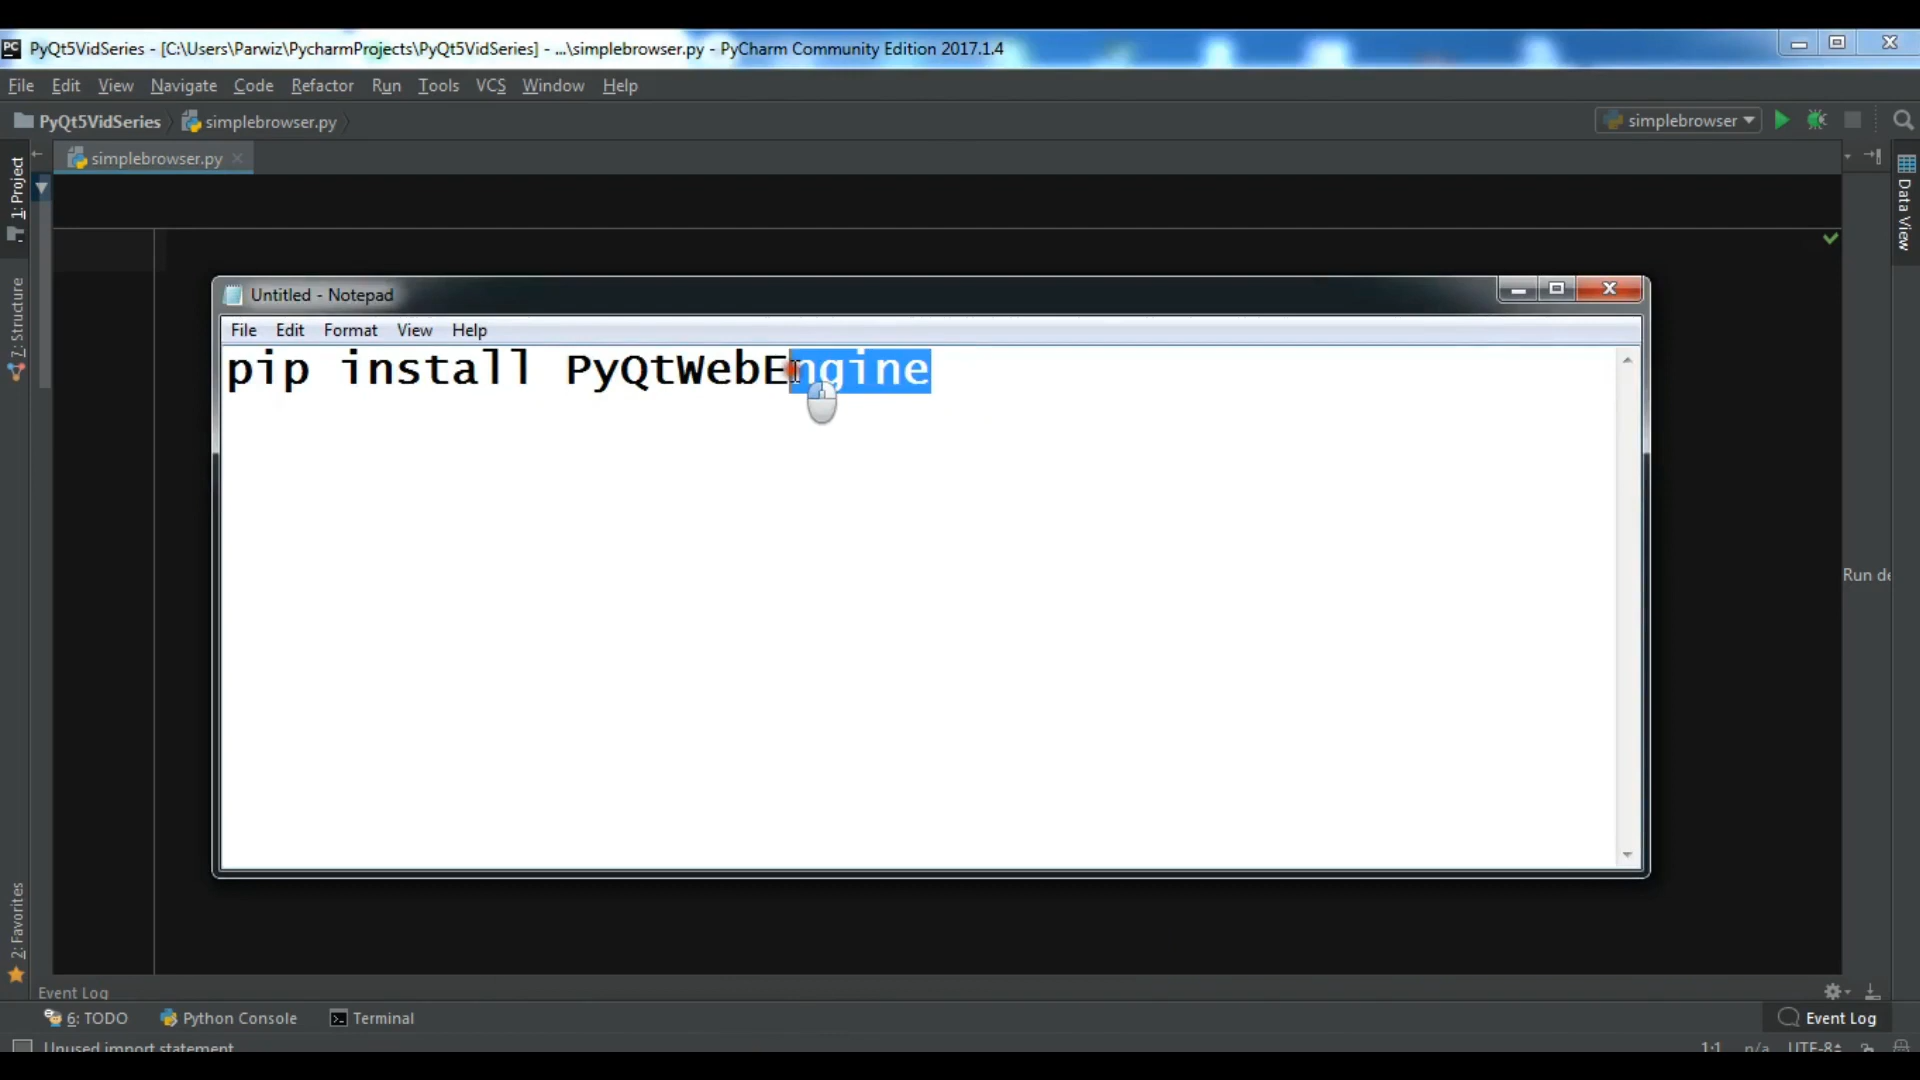 PyQt5VidSeries - [C:\Users\Parwiz\PycharmProjects\PyQt5VidSeries] - ...\simplebrowser.py - PyCharm Community Edition 2017.1.4
File Edit View Navigate Code Refactor Run Tools VCS Window Help
PyQt5VidSeries simplebrowser.py simplebrowser
simplebrowser.py
1: Project
7: Structure
2: Favorites
Data View
Untitled - Notepad
File Edit Format View Help
pip install PyQtWebEngine
Run de
Event Log
6: TODO Python Console Terminal Event Log
Unused import statement 1:1 n/a UTF-8